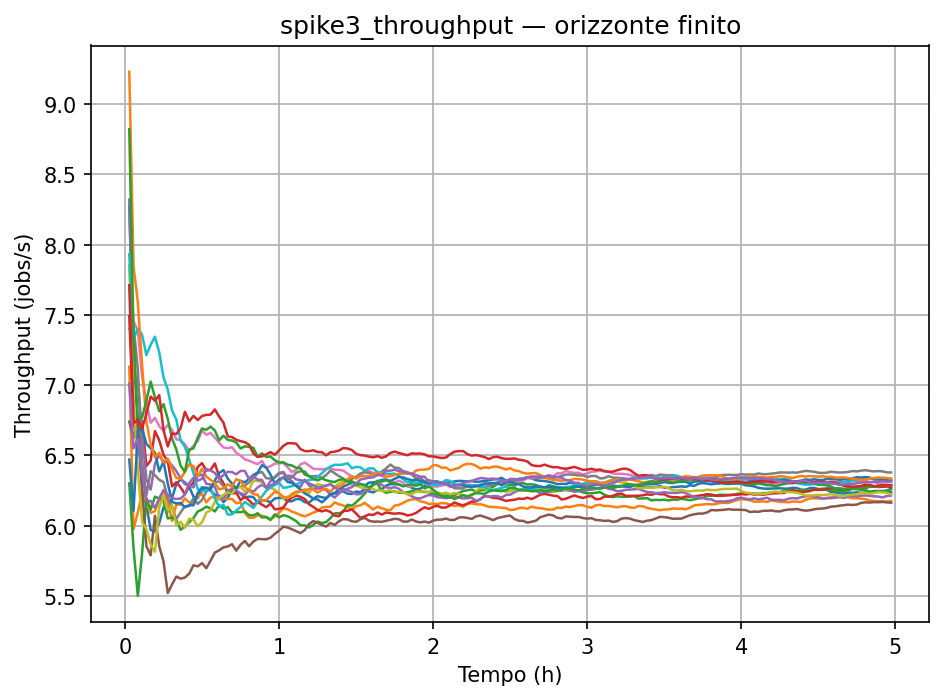 spike3_throughput — orizzonte finito
9.0
8.5
8.0
7.5
7.0
6.5
6.0
5.5
Throughput (jobs/s)
0 1 2 3 4 5
Tempo (h)